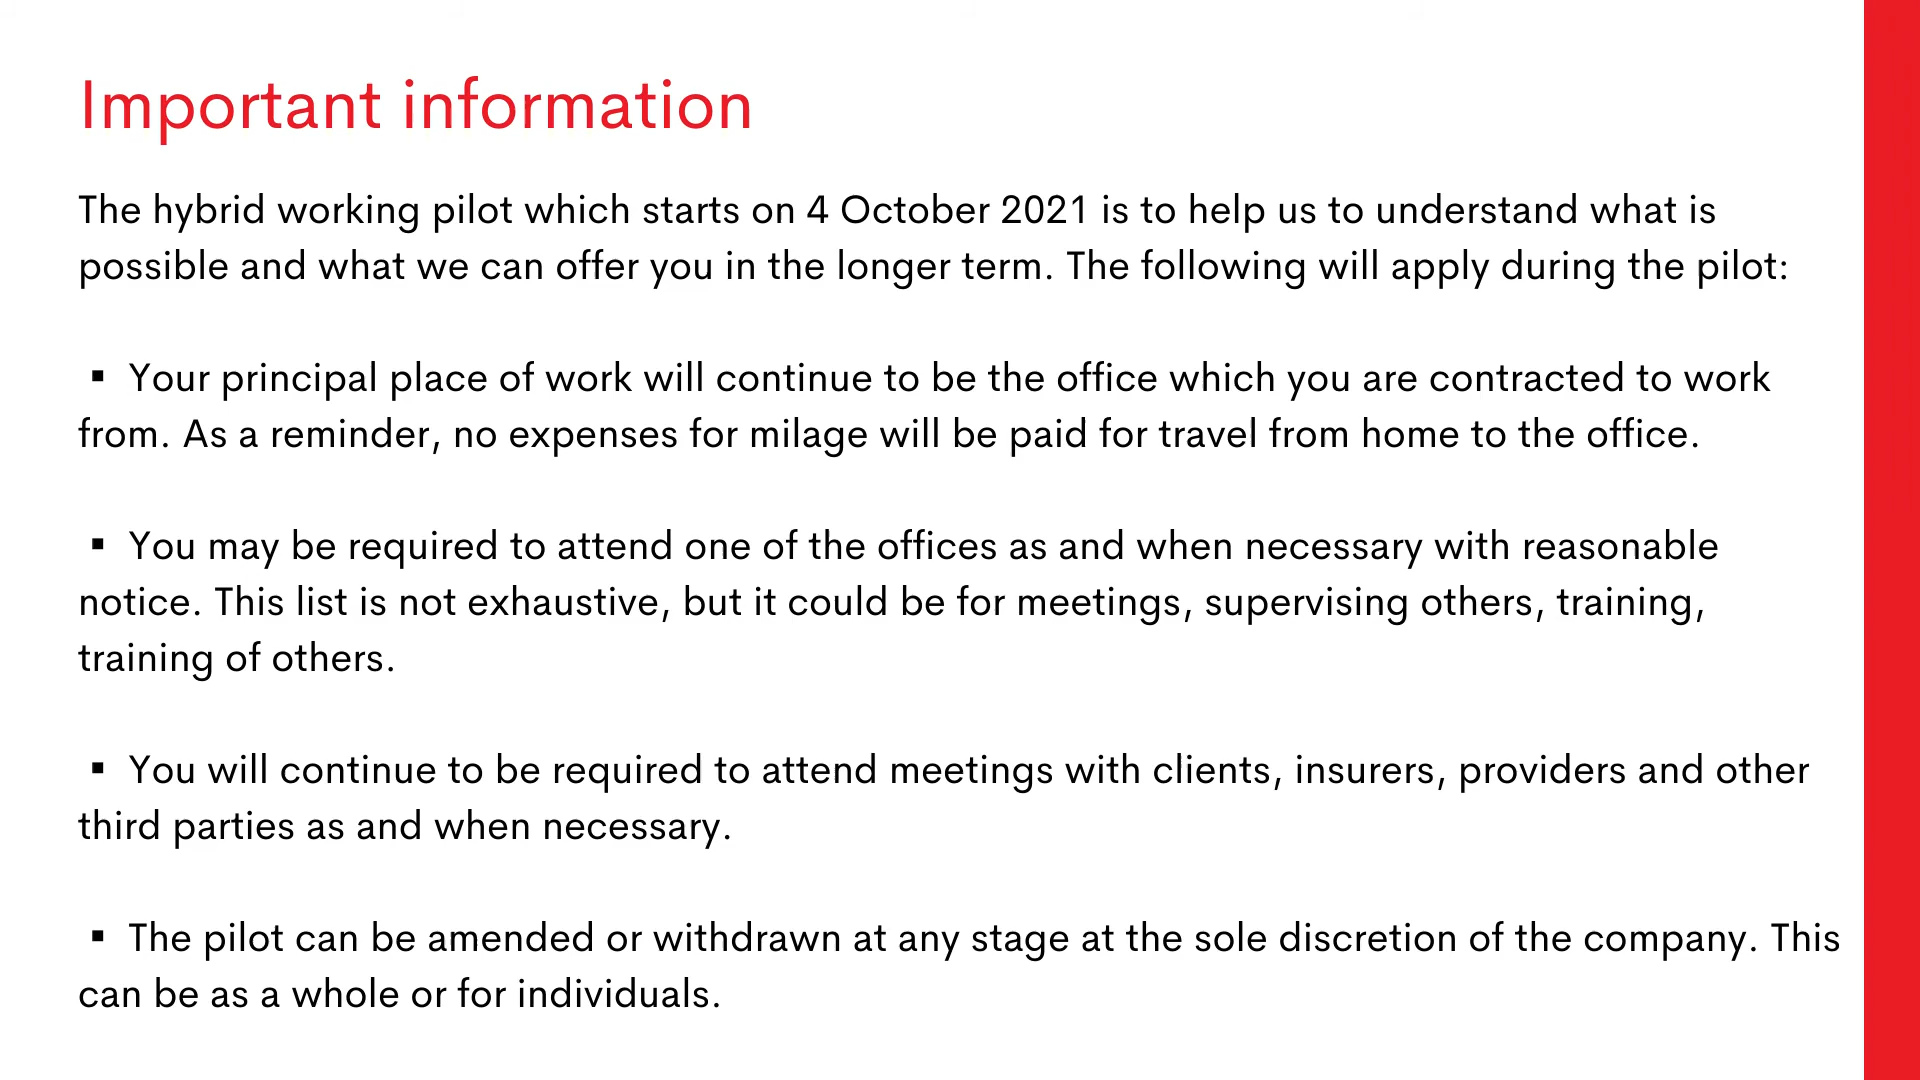 Important information
The hybrid working pilot which starts on 4 October 2021 is to help us to understand what is
possible and what we can offer you in the longer term. The following will apply during the pilot:
▪ Your principal place of work will continue to be the office which you are contracted to work
from. As a reminder, no expenses for milage will be paid for travel from home to the office.
▪ You may be required to attend one of the offices as and when necessary with reasonable
notice. This list is not exhaustive, but it could be for meetings, supervising others, training,
training of others.
▪ You will continue to be required to attend meetings with clients, insurers, providers and other
third parties as and when necessary.
▪ The pilot can be amended or withdrawn at any stage at the sole discretion of the company. This
can be as a whole or for individuals.